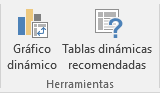 Gráfico Tablas dinámicas
dinámico recomendadas
Herramientas